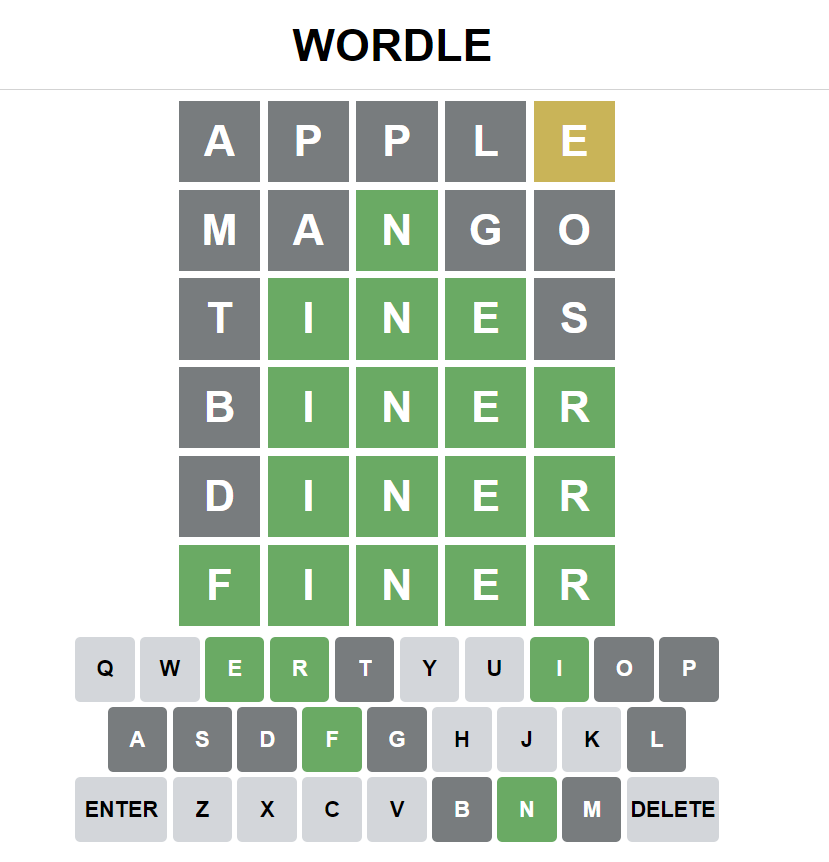 WORDLE
A P P L E
M A N G O
T I N E S
B I N E R
D I N E R
F I N E R
Q W E R T Y U I O P
A S D F G H J K L
ENTER Z X C V B N M DELETE